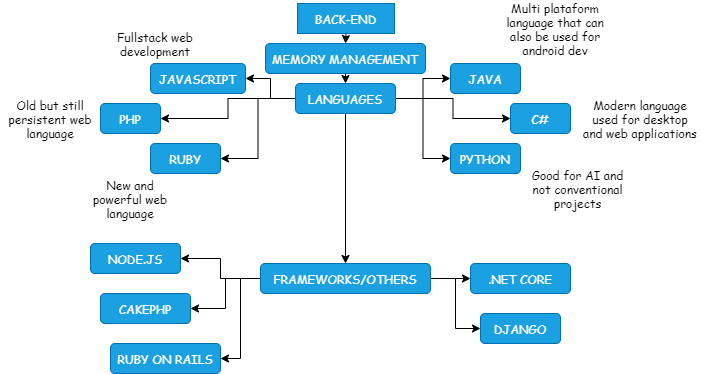 BACK-END
Multi plataform
language that can
also be used for
android dev
Fullstack web
development
MEMORY MANAGEMENT
JAVASCRIPT
JAVA
LANGUAGES
Old but still
persistent web
language
PHP
C#
Modern language
used for desktop
and web applications
RUBY
PYTHON
New and
powerful web
language
Good for AI and
not conventional
projects
NODE.JS
FRAMEWORKS/OTHERS
.NET CORE
CAKEPHP
DJANGO
RUBY ON RAILS